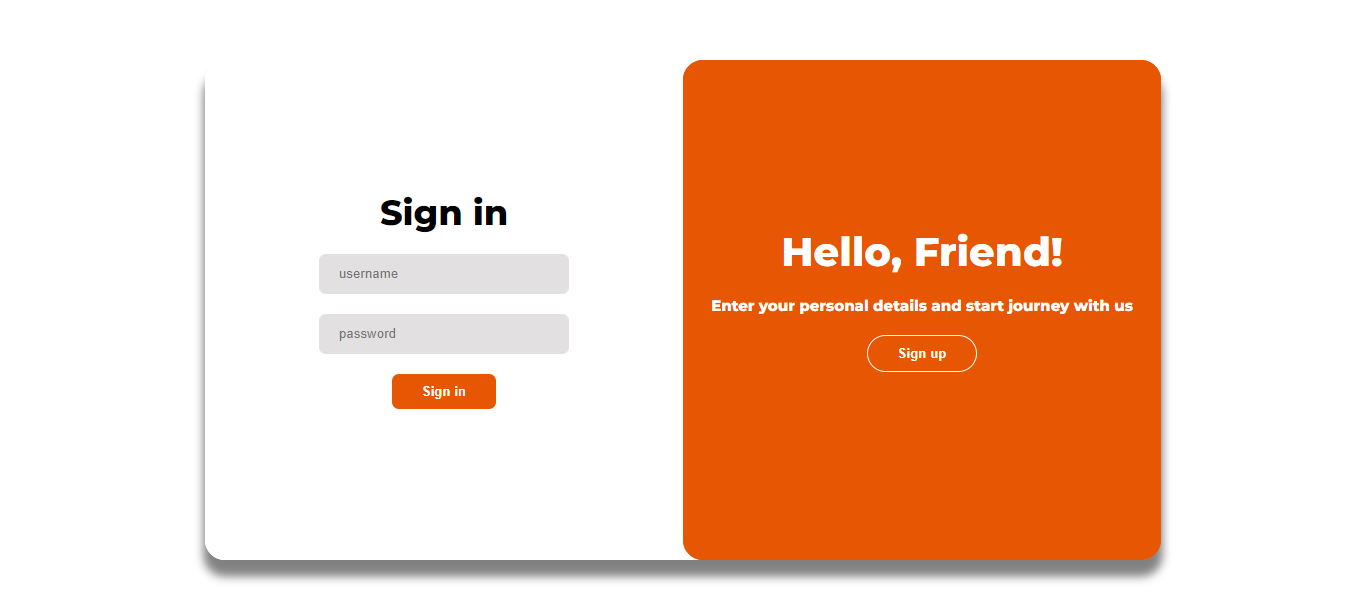 Sign in
username
password
Sign in
Hello, Friend!
Enter your personal details and start journey with us
Sign up